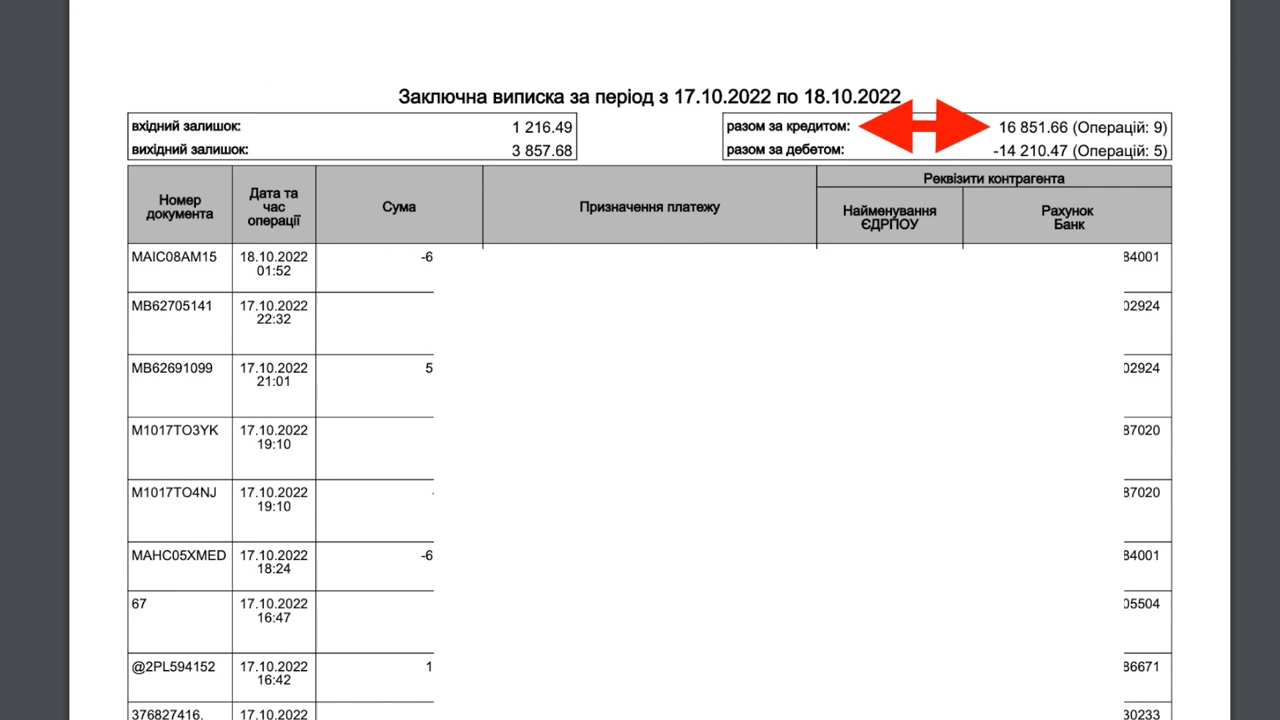 Заключна виписка за період з 17.10.2022 по 18.10.2022
вхідний залишок: 1 216.49
вихідний залишок: 3 857.68
разом за кредитом: 16 851.66 (Операцій: 9)
разом за дебетом: -14 210.47 (Операцій: 5)
Номер
документа
Дата та
час
операції
Сума
Призначення платежу
Реквізити контрагента
Найменування
ЄДРПОУ
Рахунок
Банк
MAIC08AM15 18.10.2022 -6 84001
01:52
MB62705141 17.10.2022 02924
22:32
MB62691099 17.10.2022 5 02924
21:01
M1017TO3YK 17.10.2022 87020
19:10
M1017TO4NJ 17.10.2022 87020
19:10
MAHC05XMED 17.10.2022 -6 84001
18:24
67 17.10.2022 05504
16:47
@2PL594152 17.10.2022 1 86671
16:42
376827416. 17.10.2022 30233